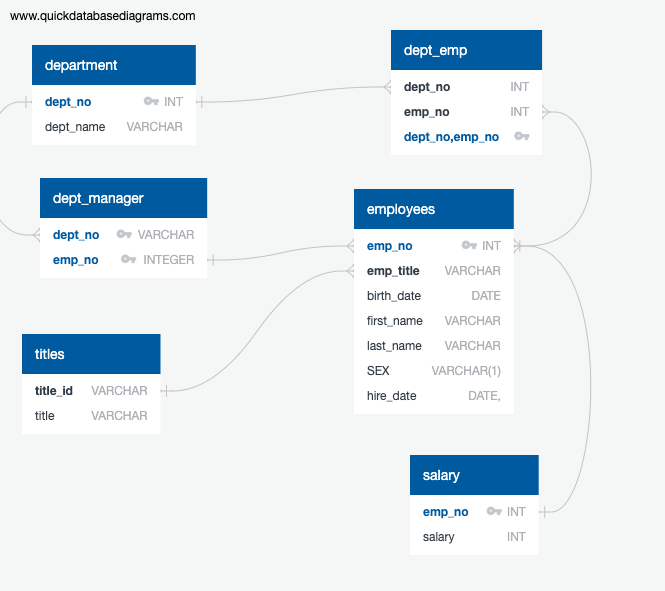 www.quickdatabasediagrams.com
department
dept_no INT
dept_name VARCHAR
dept_emp
dept_no INT
emp_no INT
dept_no,emp_no
dept_manager
dept_no VARCHAR
emp_no INTEGER
employees
emp_no INT
emp_title VARCHAR
birth_date DATE
first_name VARCHAR
last_name VARCHAR
SEX VARCHAR(1)
hire_date DATE,
titles
title_id VARCHAR
title VARCHAR
salary
emp_no INT
salary INT